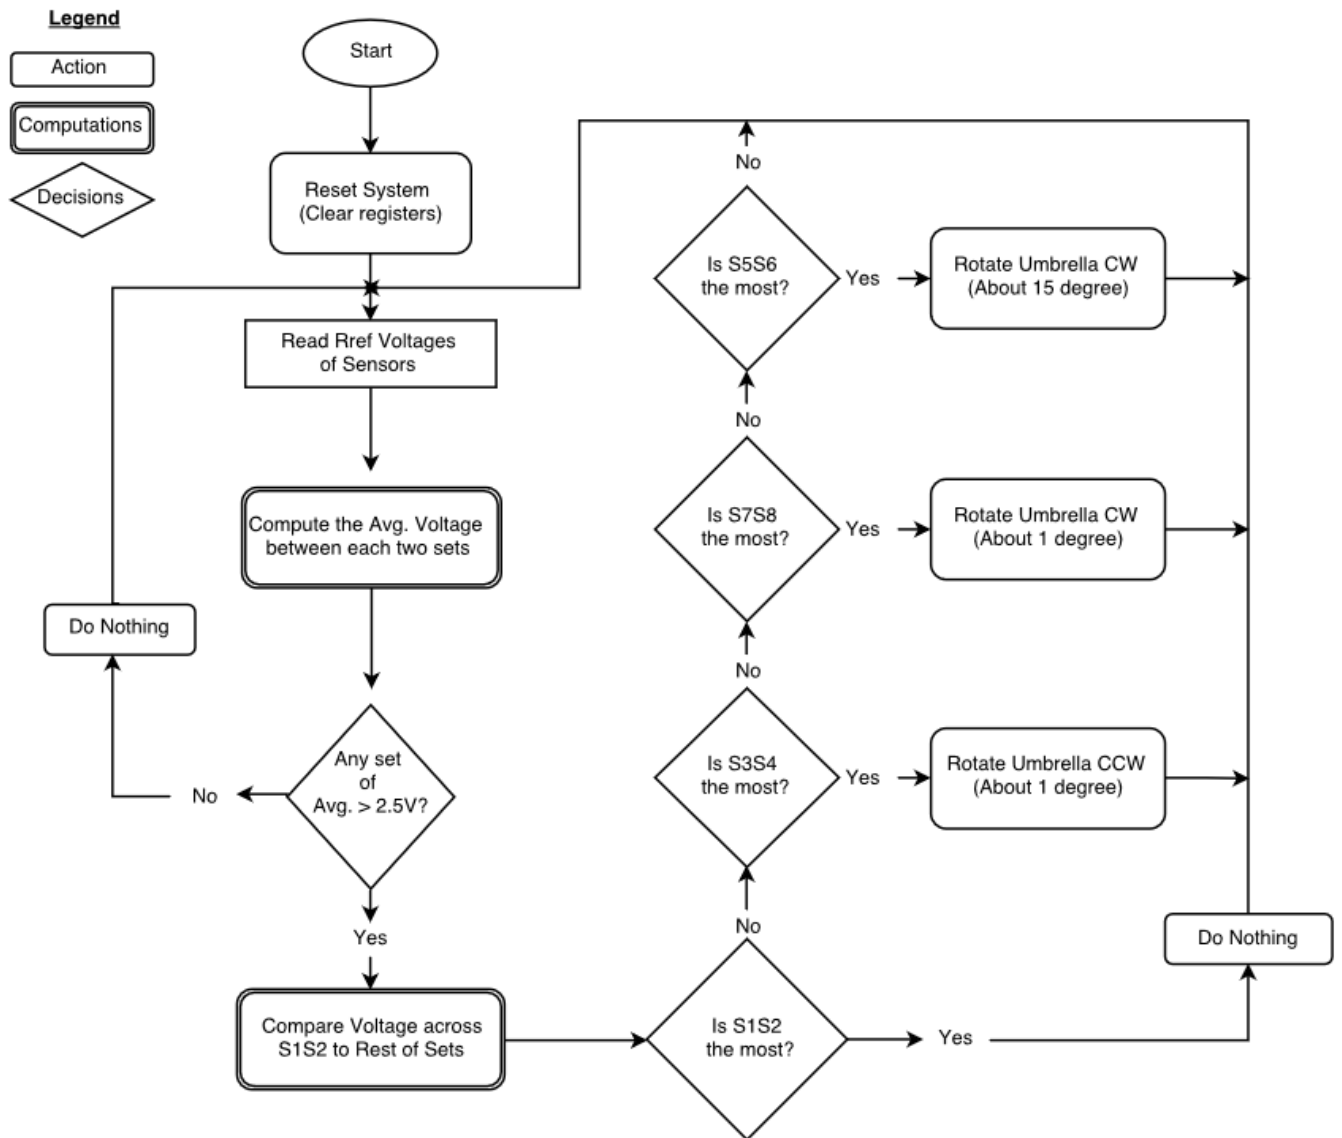 Legend
Action
Computations
Decisions
Start
Reset System
(Clear registers)
Read Rref Voltages
of Sensors
Compute the Avg. Voltage
between each two sets
Do Nothing
Any set
of
Avg. > 2.5V?
No
Yes
Compare Voltage across
S1S2 to Rest of Sets
Is S1S2
the most?
Yes
Do Nothing
No
Is S3S4
the most?
Yes
Rotate Umbrella CCW
(About 1 degree)
No
Is S7S8
the most?
Yes
Rotate Umbrella CW
(About 1 degree)
No
Is S5S6
the most?
Yes
Rotate Umbrella CW
(About 15 degree)
No